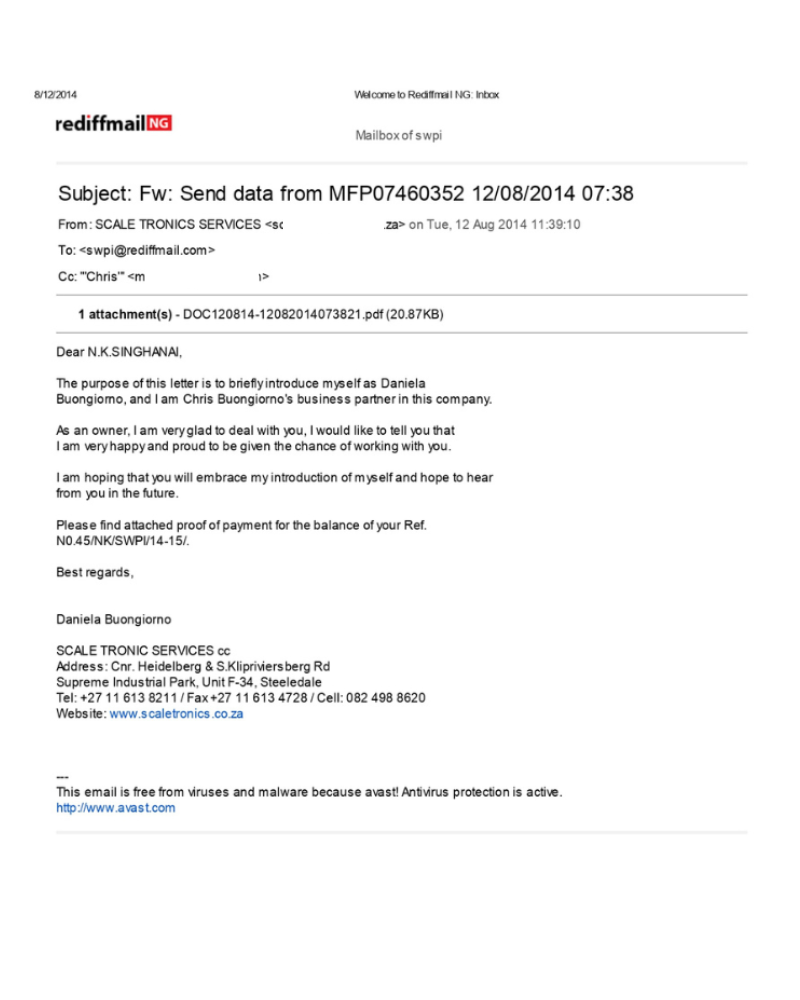 8/12/2014 Welcome to Rediffmail NG: Inbox
rediffmail NG
Mailbox of swpi
Subject: Fw: Send data from MFP07460352 12/08/2014 07:38
From: SCALE TRONICS SERVICES <sc .za> on Tue, 12 Aug 2014 11:39:10
To: <swpi@rediffmail.com>
Cc: "'Chris'" <m >
1 attachment(s) - DOC120814-12082014073821.pdf (20.87KB)
Dear N.K.SINGHANAI,
The purpose of this letter is to briefly introduce myself as Daniela
Buongiorno, and I am Chris Buongiorno's business partner in this company.
As an owner, I am very glad to deal with you, I would like to tell you that
I am very happy and proud to be given the chance of working with you.
I am hoping that you will embrace my introduction of myself and hope to hear
from you in the future.
Please find attached proof of payment for the balance of your Ref.
N0.45/NK/SWPI/14-15/.
Best regards,
Daniela Buongiorno
SCALE TRONIC SERVICES cc
Address: Cnr. Heidelberg & S.Klipriviersberg Rd
Supreme Industrial Park, Unit F-34, Steeledale
Tel: +27 11 613 8211 / Fax +27 11 613 4728 / Cell: 082 498 8620
Website: www.scaletronics.co.za
---
This email is free from viruses and malware because avast! Antivirus protection is active.
http://www.avast.com